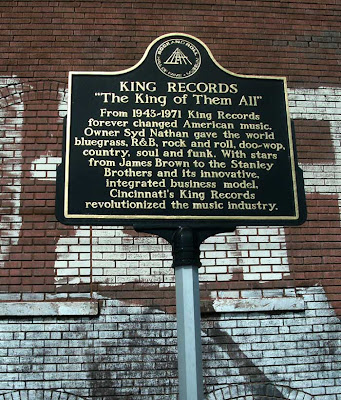 KING RECORDS
"The King of Them All"
From 1943-1971 King Records
forever changed American music.
Owner Syd Nathan gave the world
bluegrass, R&B, rock and roll, doo-wop,
country, soul and funk. With stars
from James Brown to the Stanley
Brothers and its innovative,
integrated business model,
Cincinnati's King Records
revolutionized the music industry.